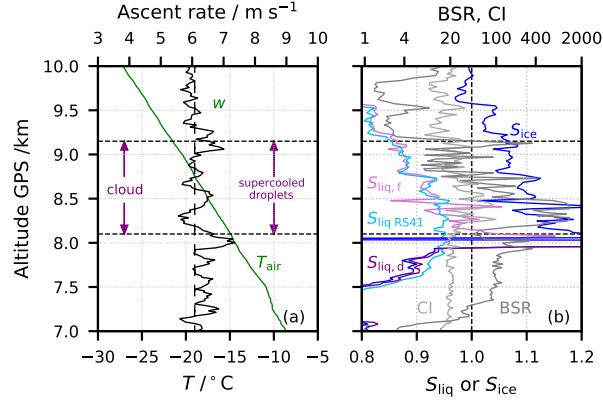 Ascent rate / m s⁻¹
BSR, CI
3 4 5 6 7 8 9 10
1 4 20 100 400 2000
10.0
9.5
9.0
8.5
8.0
7.5
7.0
Altitude GPS /km
w
cloud
supercooled
droplets
T_air
(a)
S_ice
S_liq, f
S_liq RS41
S_liq, d
CI
BSR
(b)
−30 −25 −20 −15 −10 −5
0.8 0.9 1.0 1.1 1.2
T / °C
S_liq or S_ice